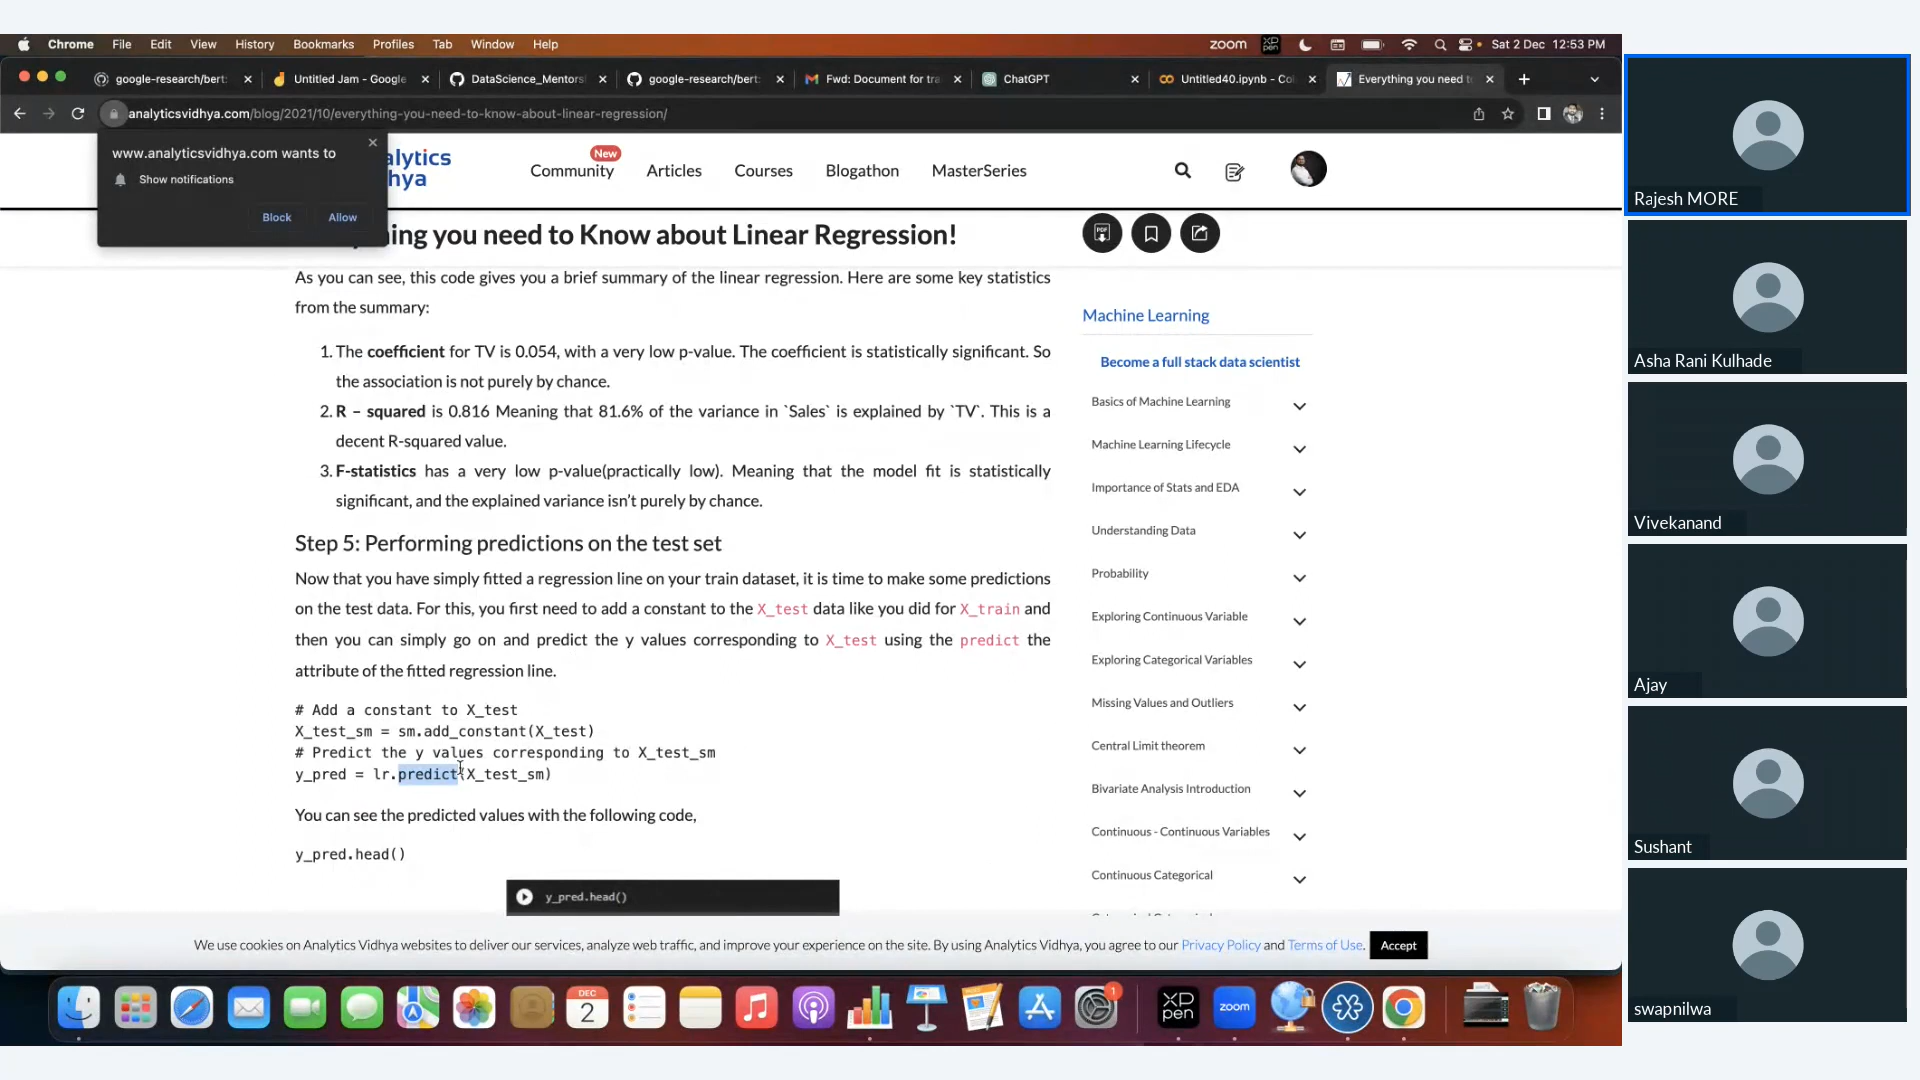 Chrome File Edit View History Bookmarks Profiles Tab Window Help
zoom XP pen Sat 2 Dec 12:53 PM
google-research/bert: Untitled Jam - Google DataScience_Mentors google-research/bert: Fwd: Document for tra ChatGPT Untitled40.ipynb - Co Everything you need t
analyticsvidhya.com/blog/2021/10/everything-you-need-to-know-about-linear-regression/
www.analyticsvidhya.com wants to
Show notifications
Block Allow
alytics
hya
New
Community Articles Courses Blogathon MasterSeries
hing you need to Know about Linear Regression!
PDF
As you can see, this code gives you a brief summary of the linear regression. Here are some key statistics
from the summary:
1. The coefficient for TV is 0.054, with a very low p-value. The coefficient is statistically significant. So
the association is not purely by chance.
2. R – squared is 0.816 Meaning that 81.6% of the variance in `Sales` is explained by `TV`. This is a
decent R-squared value.
3. F-statistics has a very low p-value(practically low). Meaning that the model fit is statistically
significant, and the explained variance isn't purely by chance.
Step 5: Performing predictions on the test set
Now that you have simply fitted a regression line on your train dataset, it is time to make some predictions
on the test data. For this, you first need to add a constant to the X_test data like you did for X_train and
then you can simply go on and predict the y values corresponding to X_test using the predict the
attribute of the fitted regression line.
# Add a constant to X_test
X_test_sm = sm.add_constant(X_test)
# Predict the y values corresponding to X_test_sm
y_pred = lr.predict(X_test_sm)
You can see the predicted values with the following code,
y_pred.head()
y_pred.head()
Machine Learning
Become a full stack data scientist
Basics of Machine Learning
Machine Learning Lifecycle
Importance of Stats and EDA
Understanding Data
Probability
Exploring Continuous Variable
Exploring Categorical Variables
Missing Values and Outliers
Central Limit theorem
Bivariate Analysis Introduction
Continuous - Continuous Variables
Continuous Categorical
We use cookies on Analytics Vidhya websites to deliver our services, analyze web traffic, and improve your experience on the site. By using Analytics Vidhya, you agree to our Privacy Policy and Terms of Use. Accept
DEC
2
1
XP
pen
zoom
Rajesh MORE
Asha Rani Kulhade
Vivekanand
Ajay
Sushant
swapnilwa